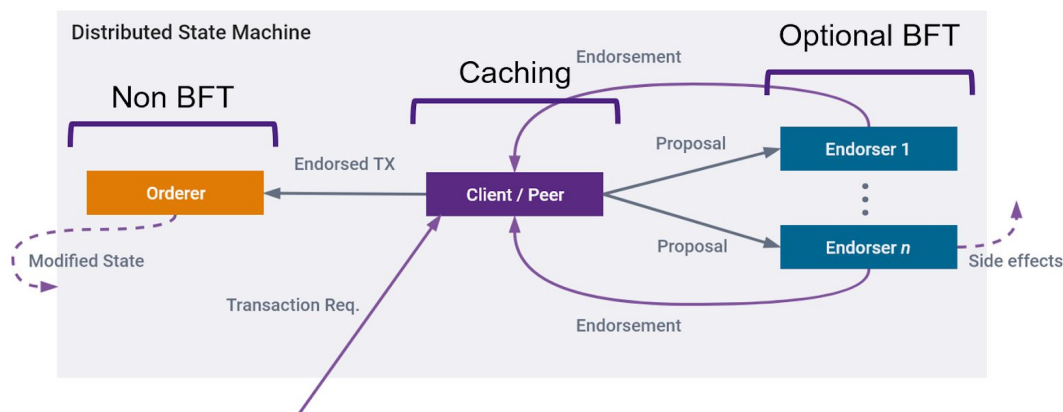 Distributed State Machine
Optional BFT
Endorsement
Caching
Non BFT
Proposal
Endorser 1
Endorsed TX
Orderer
Client / Peer
Proposal
Endorser n
Modified State
Side effects
Transaction Req.
Endorsement